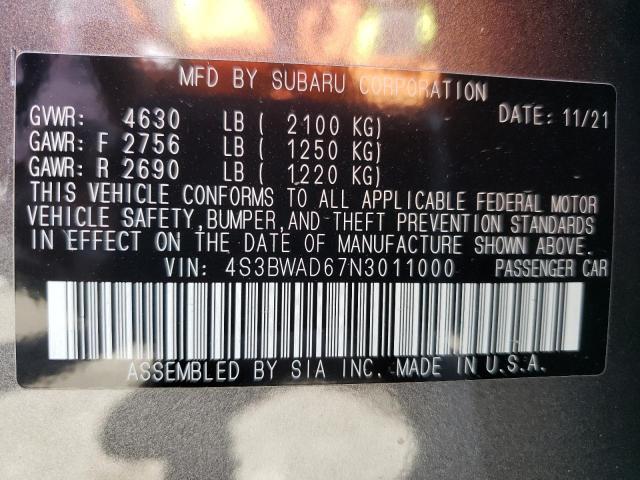 MFD BY SUBARU CORPORATION
GVWR: 4630 LB ( 2100 KG) DATE: 11/21
GAWR: F 2756 LB ( 1250 KG)
GAWR: R 2690 LB ( 1220 KG)
THIS VEHICLE CONFORMS TO ALL APPLICABLE FEDERAL MOTOR
VEHICLE SAFETY, BUMPER, AND THEFT PREVENTION STANDARDS
IN EFFECT ON THE DATE OF MANUFACTURE SHOWN ABOVE.
VIN: 4S3BWAD67N3011000 PASSENGER CAR
ASSEMBLED BY SIA INC. MADE IN U.S.A.